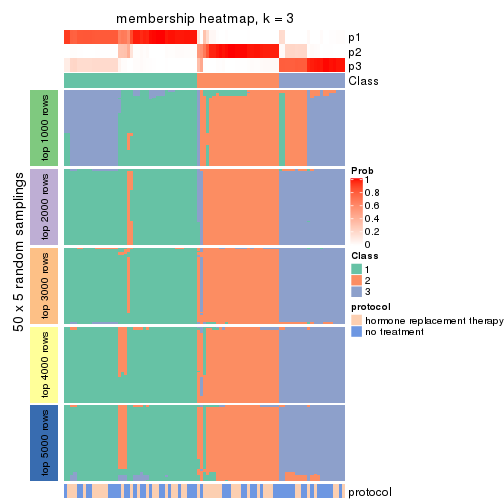 membership heatmap, k = 3
p1
p2
p3
Class
50 x 5 random samplings
top 1000 rows
top 2000 rows
top 3000 rows
top 4000 rows
top 5000 rows
Prob
1
0.8
0.6
0.4
0.2
0
Class
1
2
3
protocol
hormone replacement therapy
no treatment
protocol